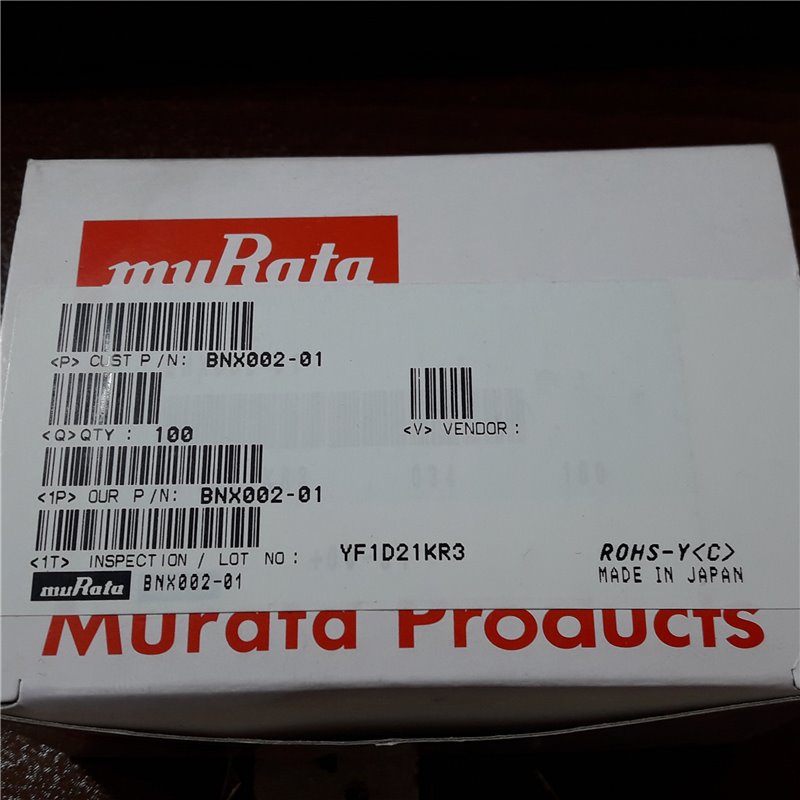 muRata
<P> CUST P/N: BNX002-01
<Q>QTY : 100
<V> VENDOR :
<1P> OUR P/N: BNX002-01
<1T> INSPECTION / LOT NO : YF1D21KR3
ROHS-Y<C>
muRata BNX002-01
MADE IN JAPAN
Murata Products